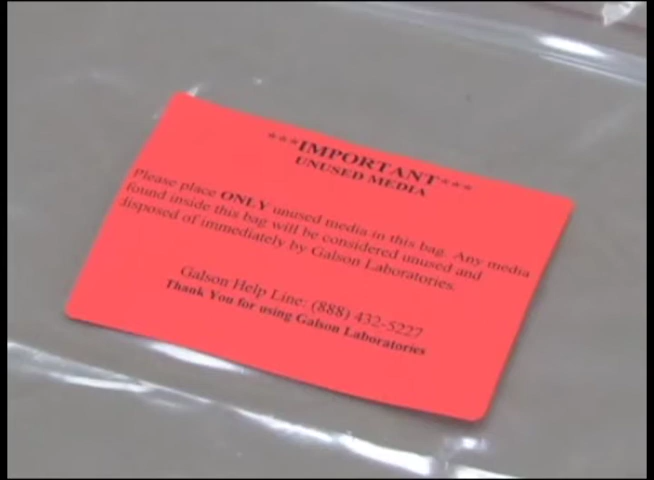 ***IMPORTANT***
UNUSED MEDIA
Please place ONLY unused media in this bag. Any media
found inside this bag will be considered unused and
disposed of immediately by Galson Laboratories.
Galson Help Line: (888) 432-5227
Thank You for using Galson Laboratories